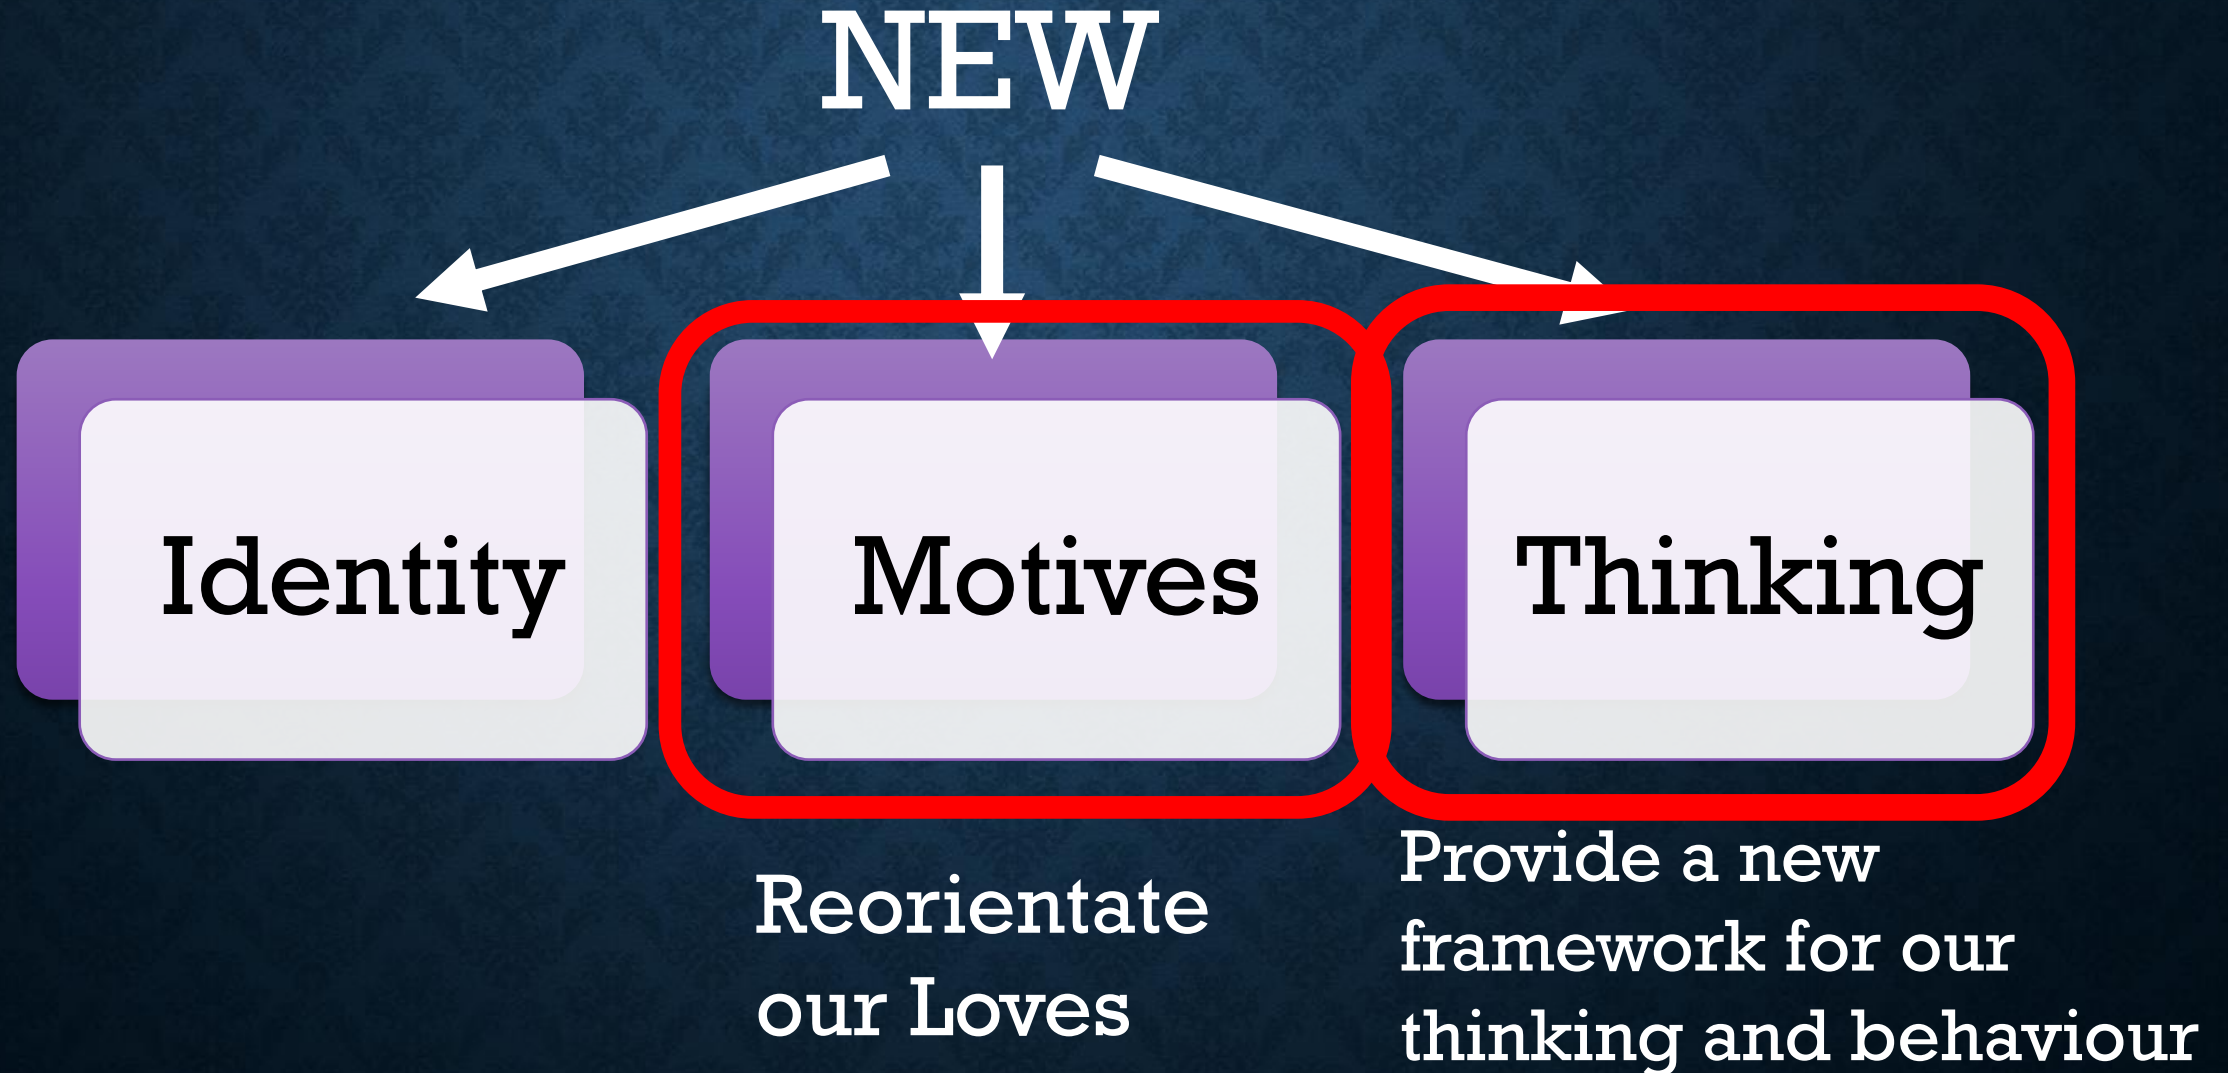 NEW
Identity
Motives
Thinking
Reorientate
our Loves
Provide a new
framework for our
thinking and behaviour